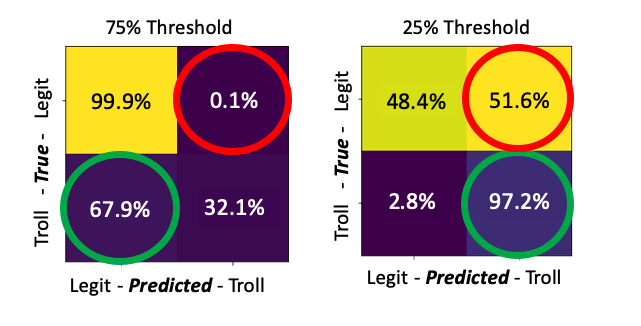 75% Threshold
Legit
- True -
Troll
99.9%
0.1%
67.9%
32.1%
Legit - Predicted - Troll
25% Threshold
Legit
- True -
Troll
48.4%
51.6%
2.8%
97.2%
Legit - Predicted - Troll